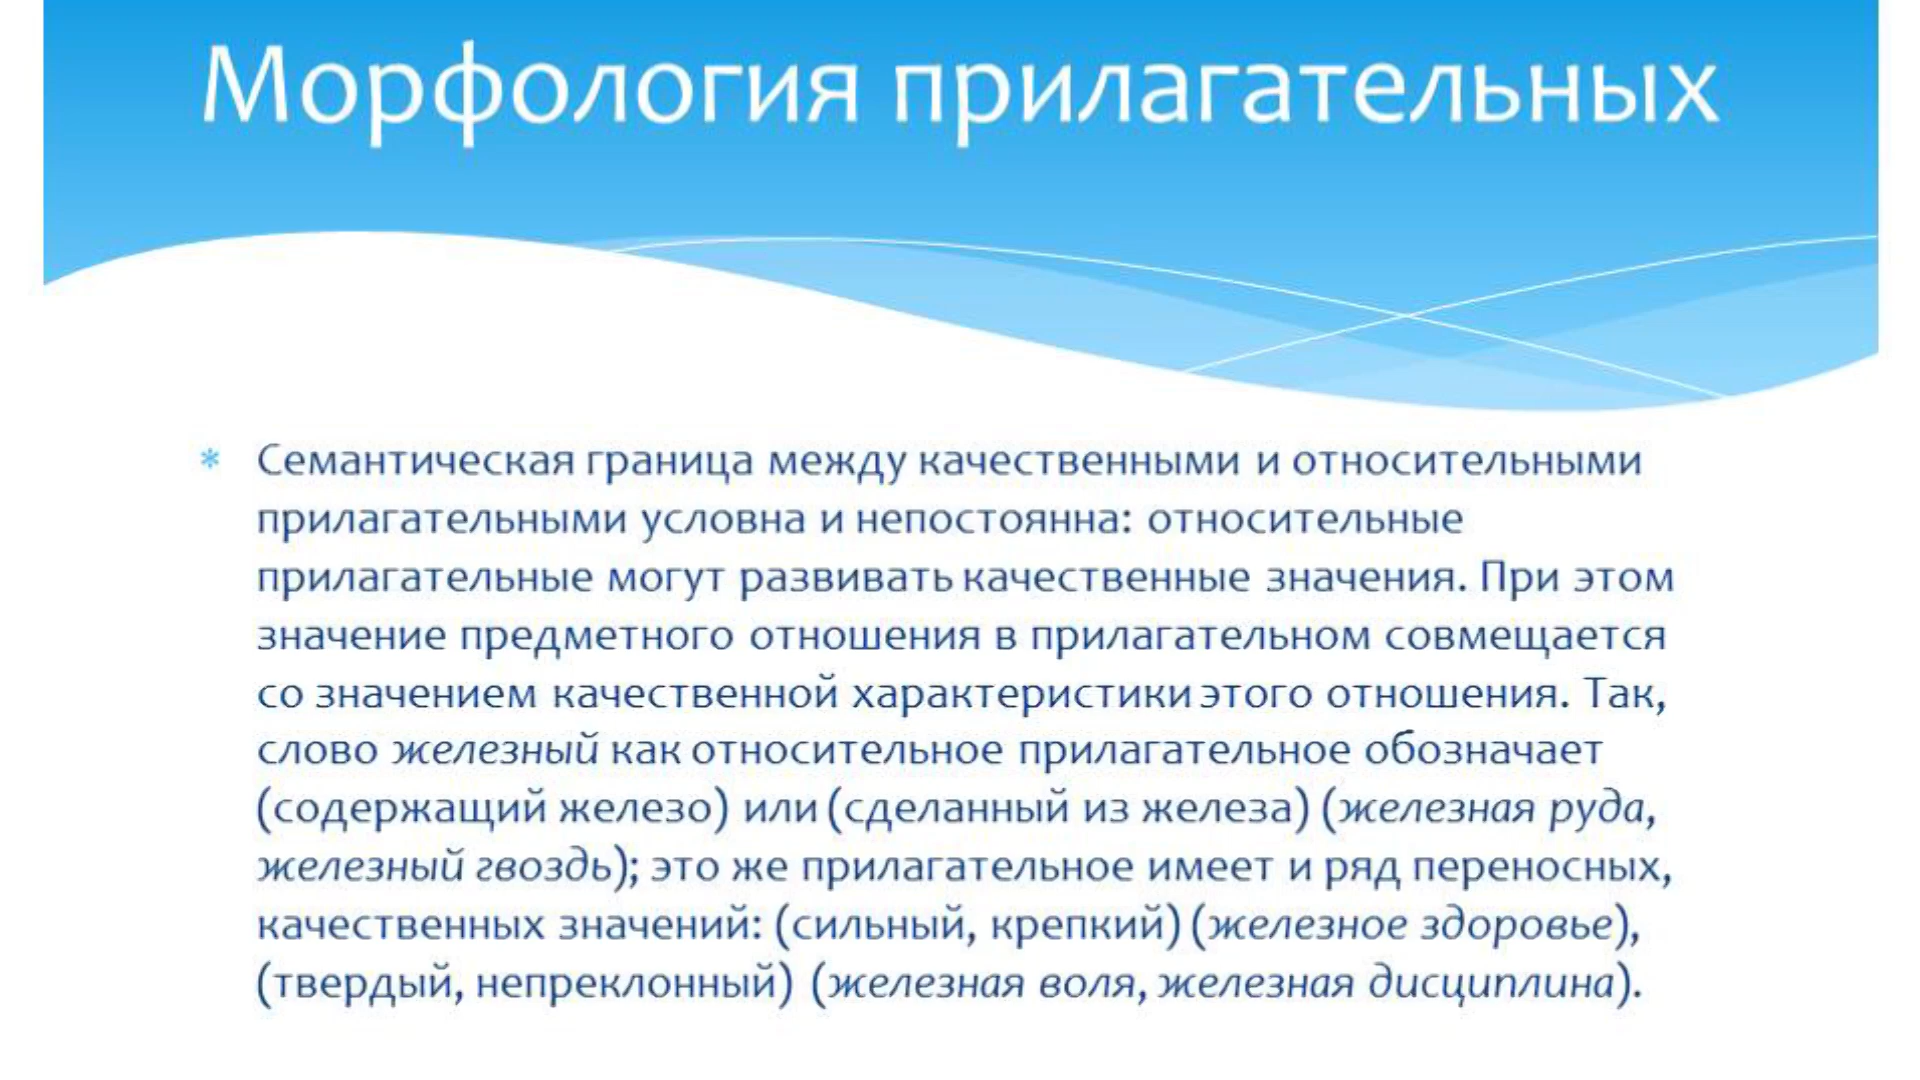 Морфология прилагательных
* Семантическая граница между качественными и относительными
прилагательными условна и непостоянна: относительные
прилагательные могут развивать качественные значения. При этом
значение предметного отношения в прилагательном совмещается
со значением качественной характеристики этого отношения. Так,
слово железный как относительное прилагательное обозначает
(содержащий железо) или (сделанный из железа) (железная руда,
железный гвоздь); это же прилагательное имеет и ряд переносных,
качественных значений: (сильный, крепкий) (железное здоровье),
(твердый, непреклонный) (железная воля, железная дисциплина).